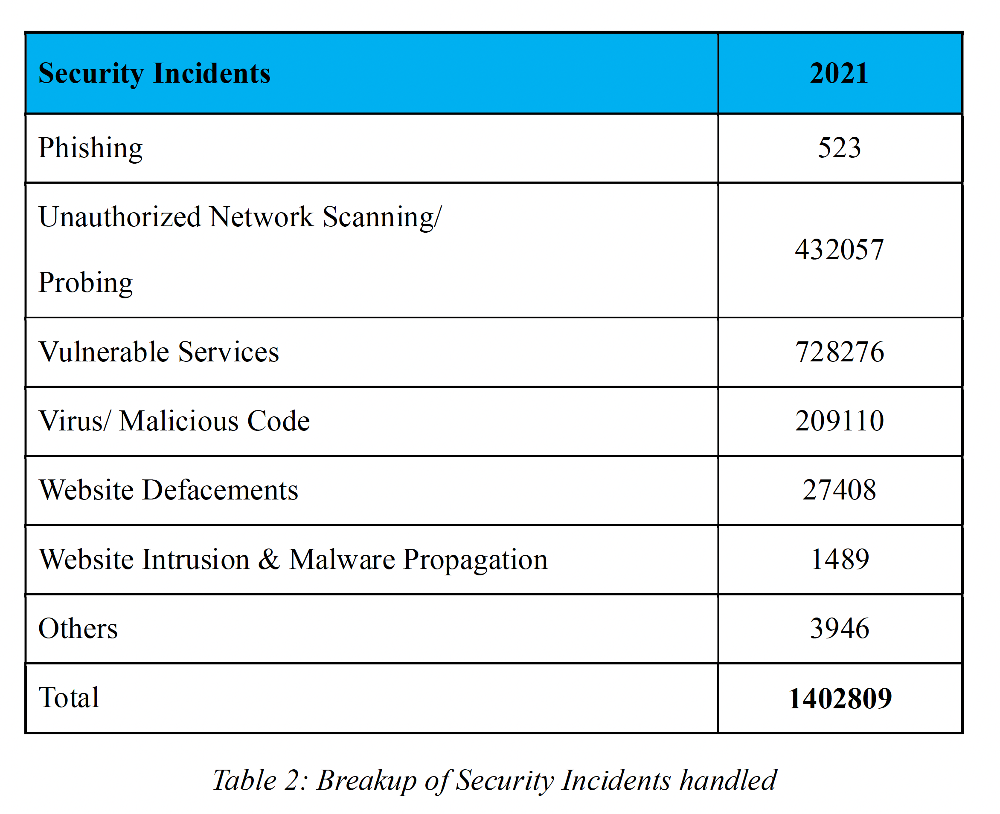 Security Incidents 2021
Phishing 523
Unauthorized Network Scanning/
Probing 432057
Vulnerable Services 728276
Virus/ Malicious Code 209110
Website Defacements 27408
Website Intrusion & Malware Propagation 1489
Others 3946
Total 1402809
Table 2: Breakup of Security Incidents handled